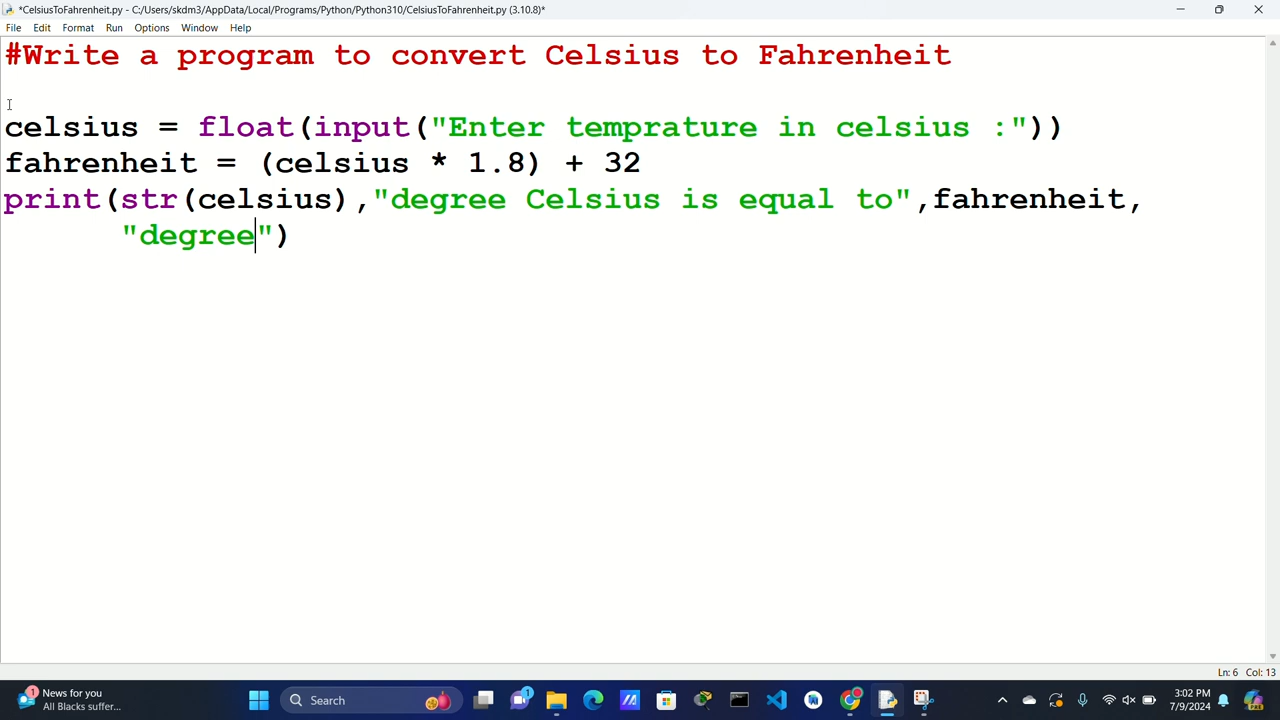 *CelsiusToFahrenheit.py - C:/Users/skdm3/AppData/Local/Programs/Python/Python310/CelsiusToFahrenheit.py (3.10.8)*
File Edit Format Run Options Window Help
#Write a program to convert Celsius to Fahrenheit
celsius = float(input("Enter temprature in celsius :"))
fahrenheit = (celsius * 1.8) + 32
print(str(celsius),"degree Celsius is equal to",fahrenheit,
"degree")
Ln: 6 Col: 13
1 News for you
All Blacks suffer...
Search
1
3:02 PM
7/9/2024